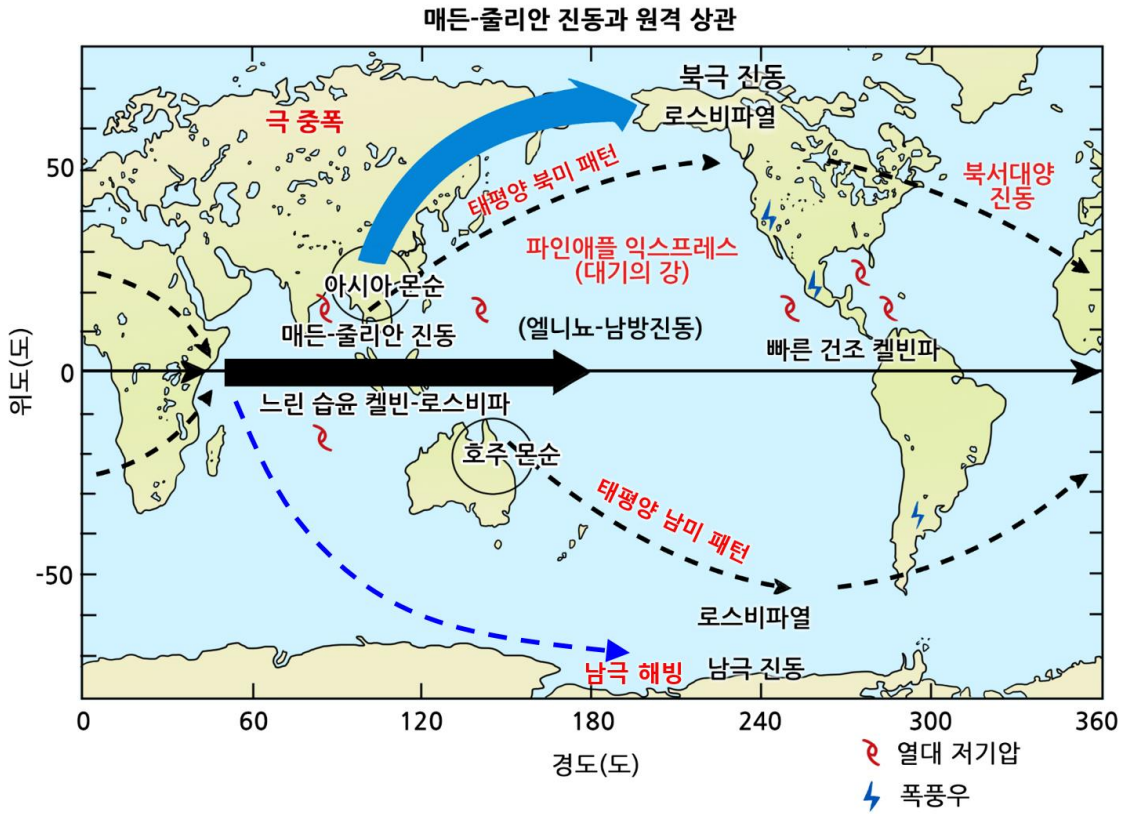 매든-줄리안 진동과 원격 상관
북극 진동
극 중폭
로스비파열
태평양 북미 패턴
북서대양
진동
파인애플 익스프레스
(대기의 강)
아시아 몬순
매든-줄리안 진동
(엘니뇨-남방진동)
빠른 건조 켈빈파
느린 습윤 켈빈-로스비파
호주 몬순
태평양 남미 패턴
로스비파열
남극 해빙
남극 진동
위도(도)
50
0
-50
0
60
120
180
240
300
360
경도(도)
열대 저기압
폭풍우